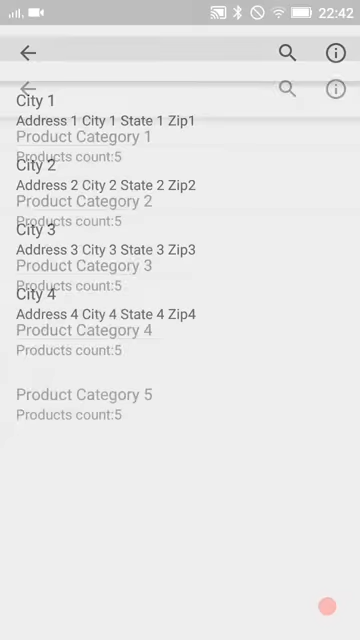 22:42
City 1
Address 1 City 1 State 1 Zip1
Product Category 1
Products count:5
City 2
Address 2 City 2 State 2 Zip2
Product Category 2
Products count:5
City 3
Address 3 City 3 State 3 Zip3
Product Category 3
Products count:5
City 4
Address 4 City 4 State 4 Zip4
Product Category 4
Products count:5
Product Category 5
Products count:5